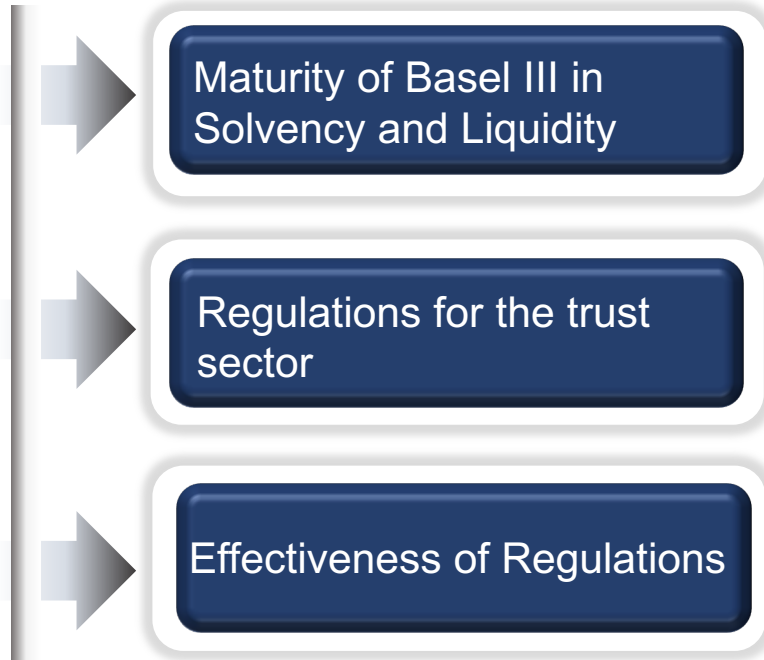 Maturity of Basel III in
Solvency and Liquidity
Regulations for the trust
sector
Effectiveness of Regulations